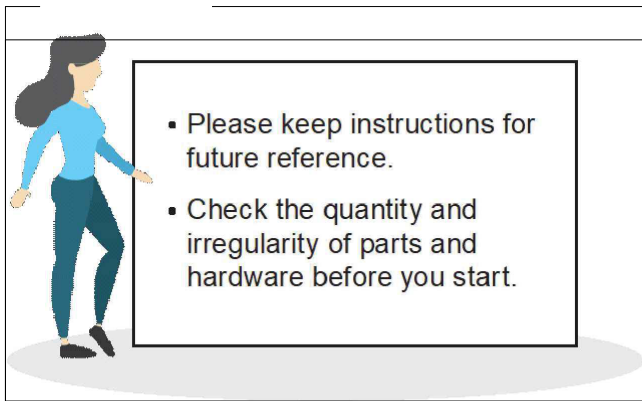 ▪ Please keep instructions for
future reference.
▪ Check the quantity and
irregularity of parts and
hardware before you start.